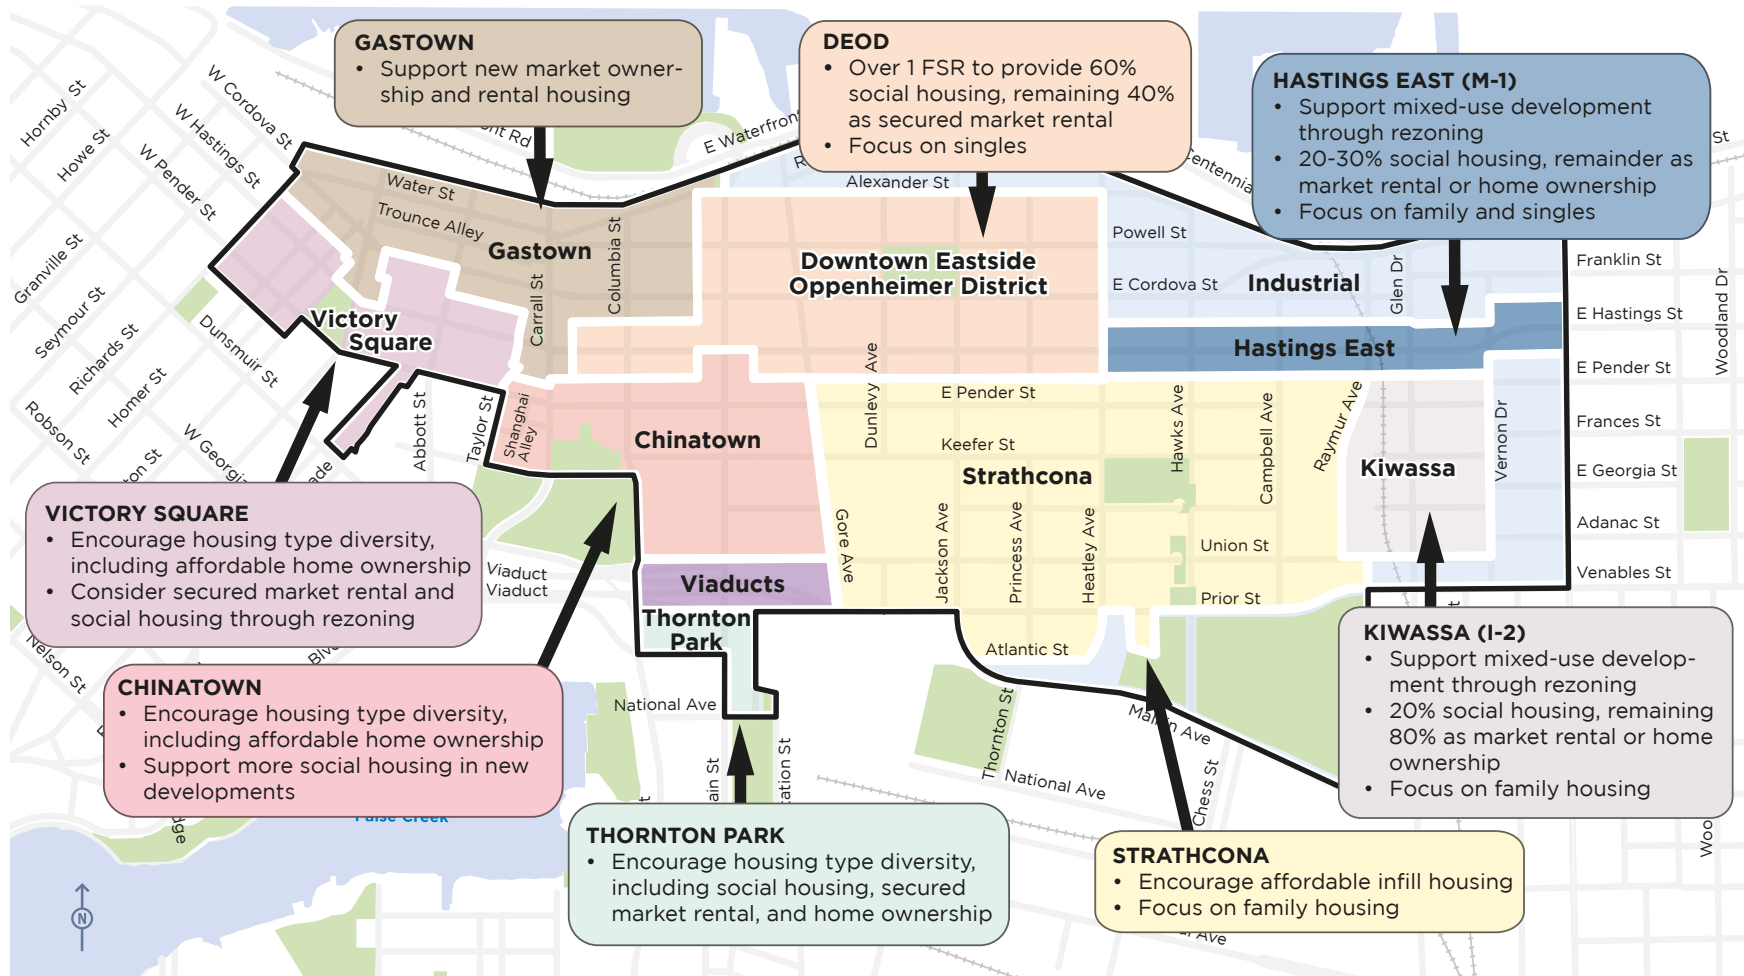 GASTOWN
• Support new market owner-
ship and rental housing
DEOD
• Over 1 FSR to provide 60%
social housing, remaining 40%
as secured market rental
• Focus on singles
HASTINGS EAST (M-1)
• Support mixed-use development
through rezoning
• 20-30% social housing, remainder as
market rental or home ownership
• Focus on family and singles
Hornby St
Howe St
W Cordova St
W Hastings St
W Pender St
Granville St
Seymour St
Richards St
Homer St
Robson St
Dunsmuir St
W Georgia
Nelson St
Rd
E Waterfront
St
Water St
Trounce Alley
Gastown
Carrall St
Columbia St
Alexander St
Powell St
E Cordova St
Industrial
Glen Dr
Franklin St
E Hastings St
Woodland Dr
Downtown Eastside
Oppenheimer District
Victory
Square
Hastings East
E Pender St
Frances St
E Georgia St
Adanac St
Venables St
Vernon Dr
Abbott St
Taylor St
Shanghai
Alley
Chinatown
Dunlevy Ave
E Pender St
Keefer St
Strathcona
Hawks Ave
Campbell Ave
Raymur Ave
Kiwassa
Gore Ave
Jackson Ave
Princess Ave
Heatley Ave
Union St
Prior St
Atlantic St
Viaduct
Viaduct
Viaducts
Thornton
Park
National Ave
Thornton St
National Ave
Malkin Ave
Chess St
VICTORY SQUARE
• Encourage housing type diversity,
including affordable home ownership
• Consider secured market rental and
social housing through rezoning
CHINATOWN
• Encourage housing type diversity,
including affordable home ownership
• Support more social housing in new
developments
THORNTON PARK
• Encourage housing type diversity,
including social housing, secured
market rental, and home ownership
STRATHCONA
• Encourage affordable infill housing
• Focus on family housing
KIWASSA (I-2)
• Support mixed-use develop-
ment through rezoning
• 20% social housing, remaining
80% as market rental or home
ownership
• Focus on family housing
False Creek
N